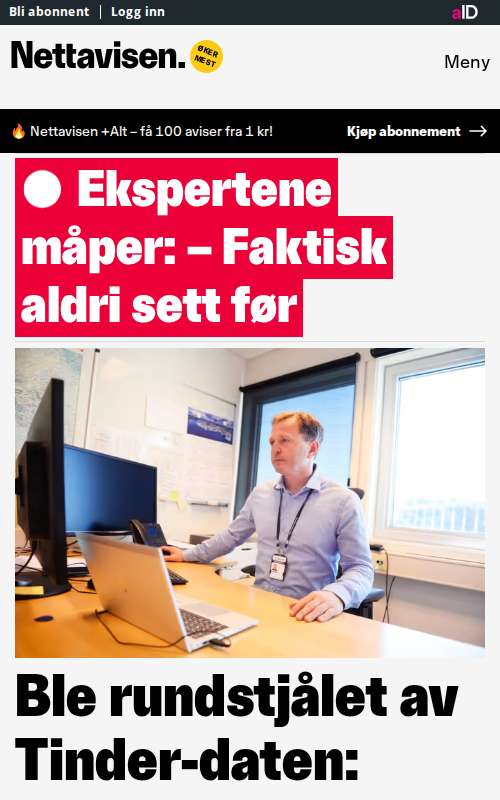 Bli abonnent | Logg inn
aID
Nettavisen.
ØKER
MEST
Meny
Nettavisen +Alt – få 100 aviser fra 1 kr!
Kjøp abonnement
Ekspertene
måper: – Faktisk
aldri sett før
Ble rundstjålet av
Tinder-daten: